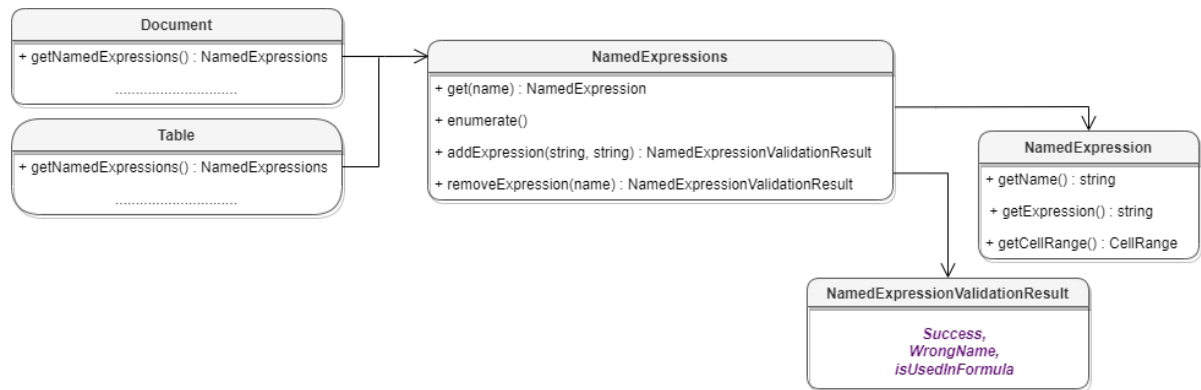 Document
+ getNamedExpressions() : NamedExpressions
..............................
Table
+ getNamedExpressions() : NamedExpressions
..............................
NamedExpressions
+ get(name) : NamedExpression
+ enumerate()
+ addExpression(string, string) : NamedExpressionValidationResult
+ removeExpression(name) : NamedExpressionValidationResult
NamedExpression
+ getName() : string
+ getExpression() : string
+ getCellRange() : CellRange
NamedExpressionValidationResult
Success,
WrongName,
isUsedInFormula